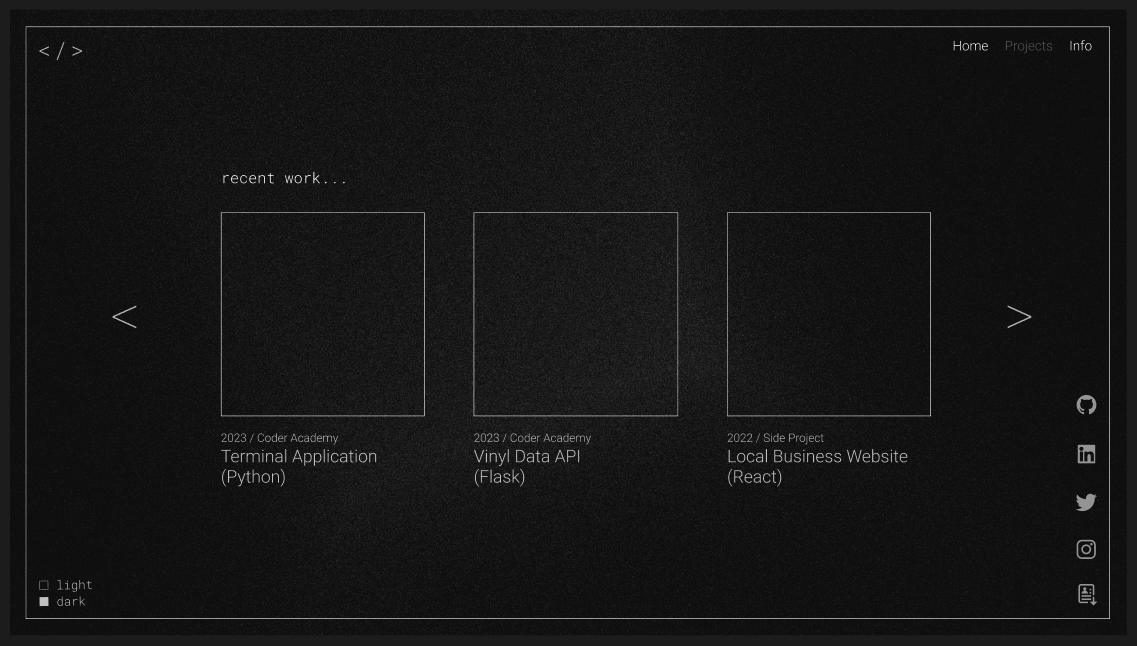 < / >
Home Projects Info
recent work...
< >
2023 / Coder Academy
Terminal Application
(Python)
2023 / Coder Academy
Vinyl Data API
(Flask)
2022 / Side Project
Local Business Website
(React)
in
light
dark